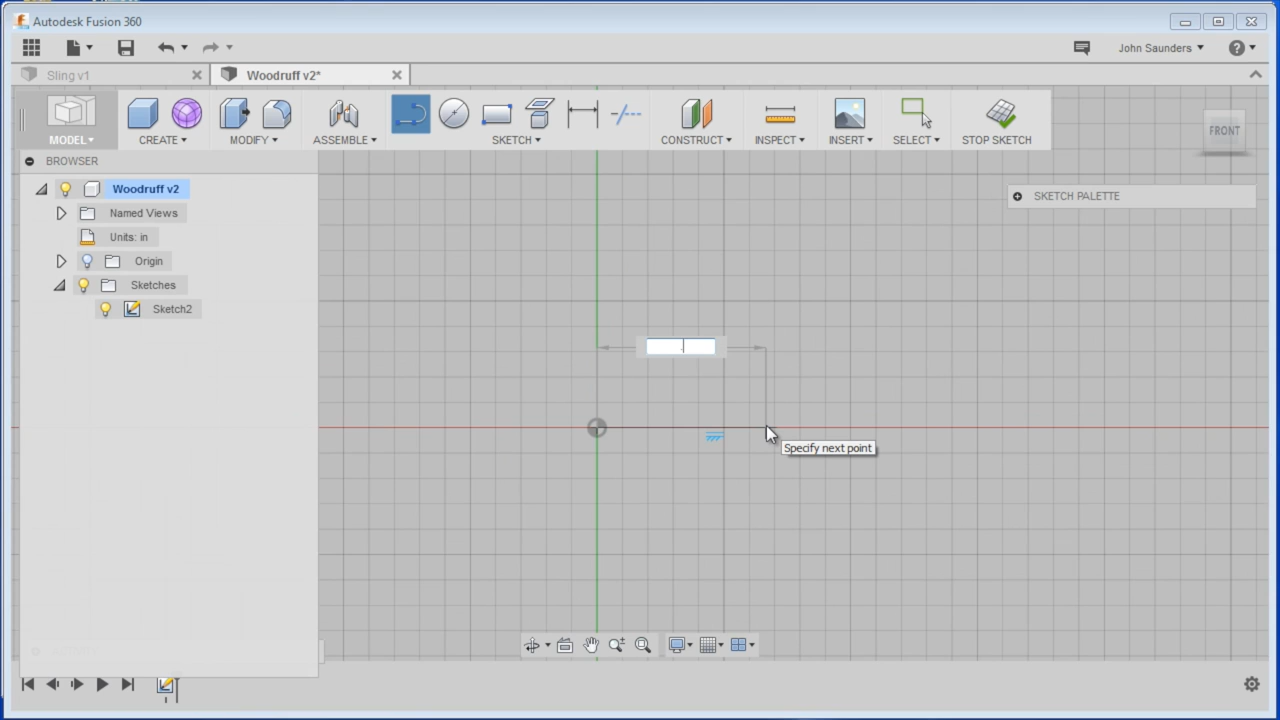 Autodesk Fusion 360
John Saunders
Sling v1
Woodruff v2*
MODEL
CREATE
MODIFY
ASSEMBLE
SKETCH
CONSTRUCT
INSPECT
INSERT
SELECT
STOP SKETCH
FRONT
BROWSER
SKETCH PALETTE
Woodruff v2
Named Views
Units: in
Origin
Sketches
Sketch2
.
Specify next point